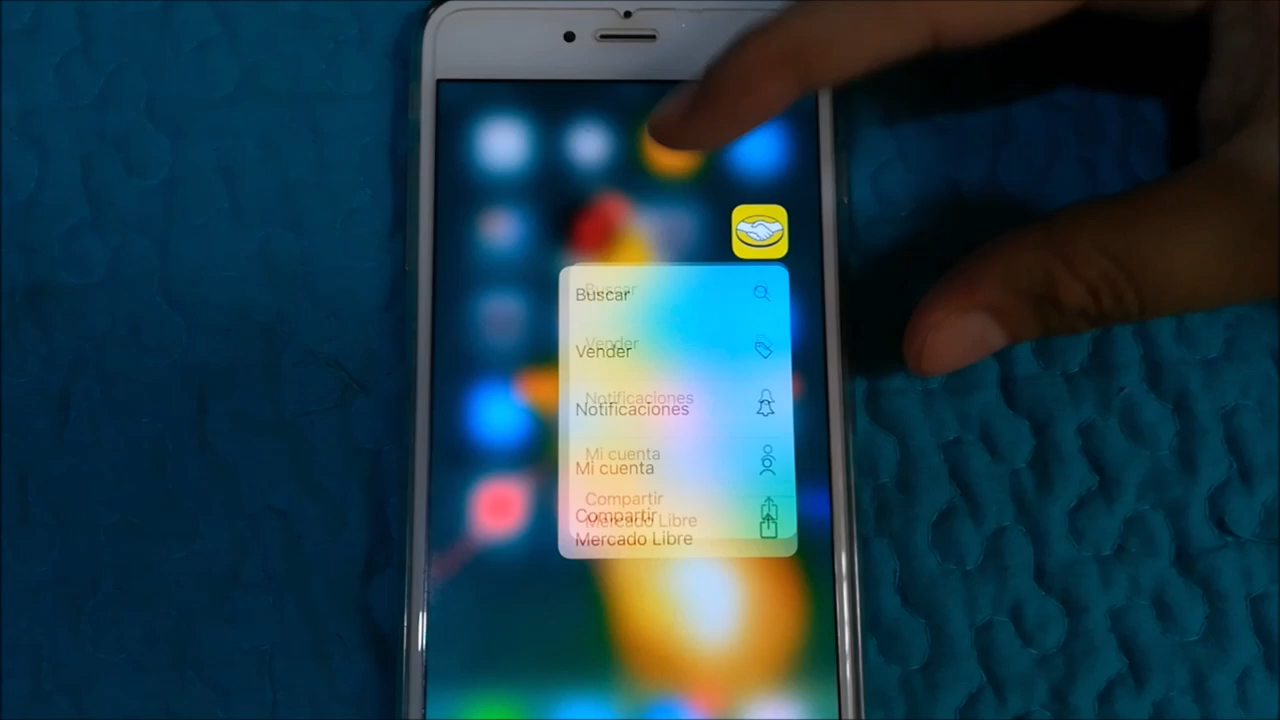 Buscar
Vender
Notificaciones
Mi cuenta
Compartir
Mercado Libre